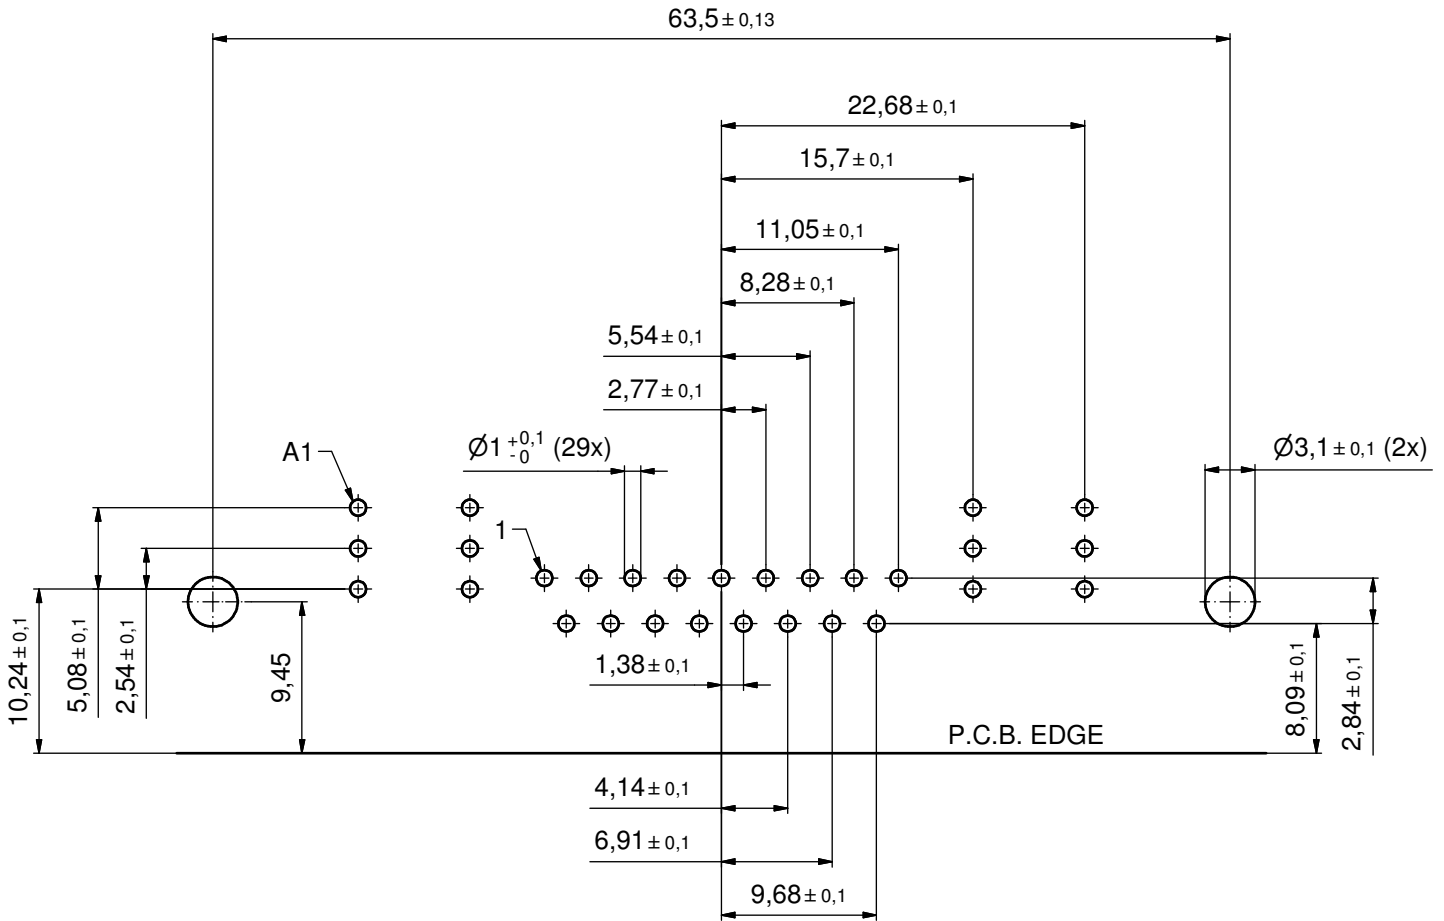 63,5 ± 0,13
22,68 ± 0,1
15,7 ± 0,1
11,05 ± 0,1
8,28 ± 0,1
5,54 ± 0,1
2,77 ± 0,1
A1
Ø1 +0,1 -0 (29x)
Ø3,1 ± 0,1 (2x)
1
10,24 ± 0,1
5,08 ± 0,1
2,54 ± 0,1
9,45
1,38 ± 0,1
8,09 ± 0,1
2,84 ± 0,1
P.C.B. EDGE
4,14 ± 0,1
6,91 ± 0,1
9,68 ± 0,1